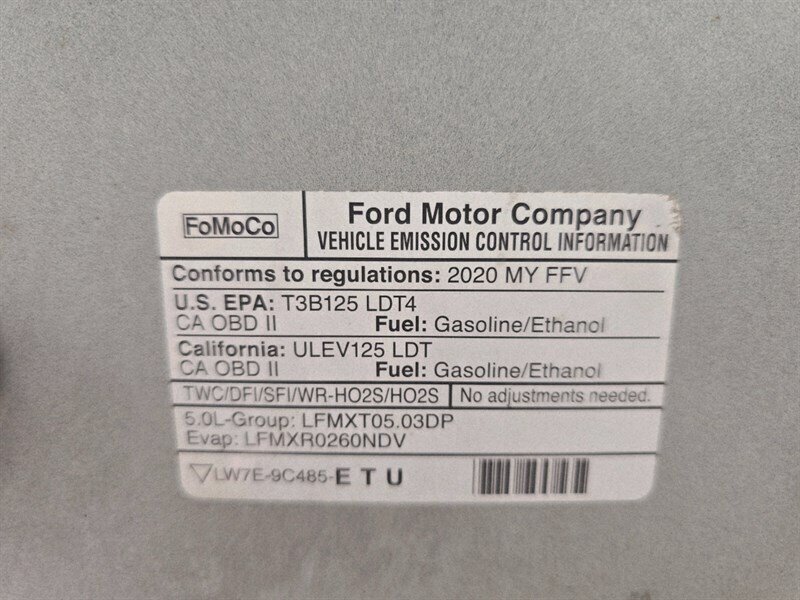 FoMoCo
Ford Motor Company
VEHICLE EMISSION CONTROL INFORMATION
Conforms to regulations: 2020 MY FFV
U.S. EPA: T3B125 LDT4
CA OBD II Fuel: Gasoline/Ethanol
California: ULEV125 LDT
CA OBD II Fuel: Gasoline/Ethanol
TWC/DFI/SFI/WR-HO2S/HO2S No adjustments needed.
5.0L-Group: LFMXT05.03DP
Evap: LFMXR0260NDV
LW7E-9C485-ETU